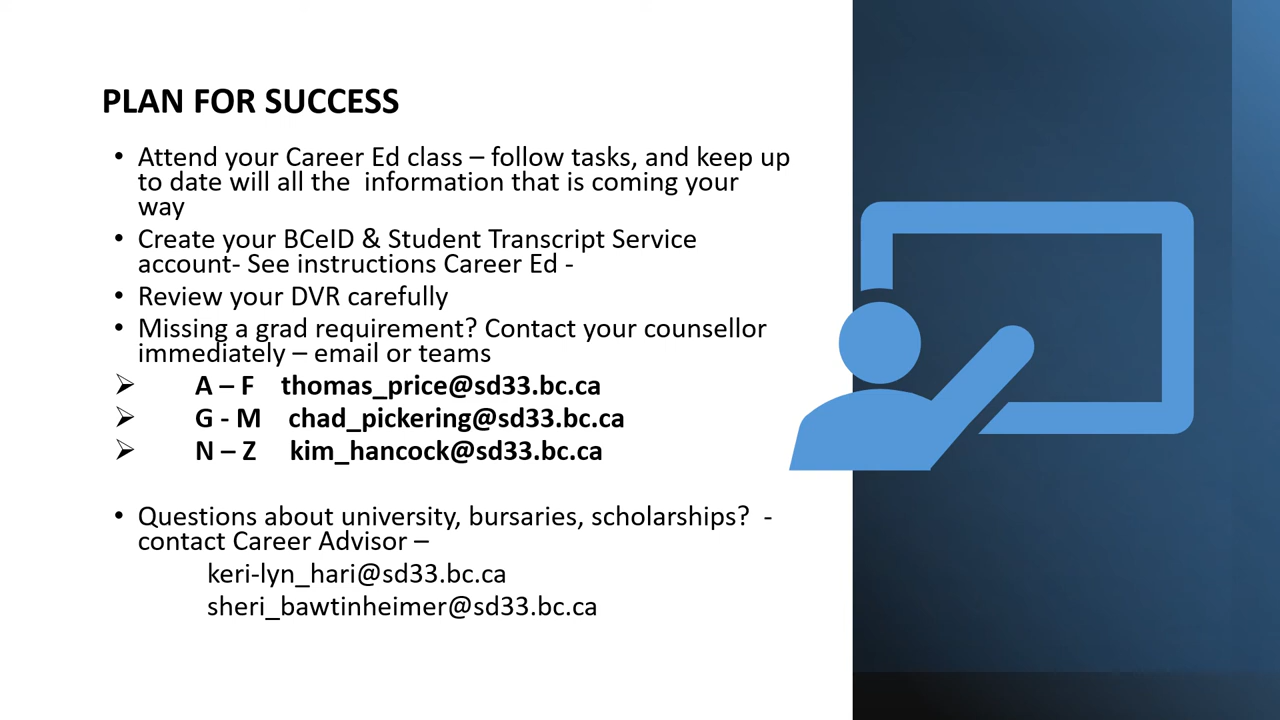 PLAN FOR SUCCESS
• Attend your Career Ed class – follow tasks, and keep up
to date will all the  information that is coming your
way
• Create your BCeID & Student Transcript Service
account- See instructions Career Ed -
• Review your DVR carefully
• Missing a grad requirement? Contact your counsellor
immediately – email or teams
➢ A – F thomas_price@sd33.bc.ca
➢ G - M chad_pickering@sd33.bc.ca
➢ N – Z kim_hancock@sd33.bc.ca
• Questions about university, bursaries, scholarships?  -
contact Career Advisor –
keri-lyn_hari@sd33.bc.ca
sheri_bawtinheimer@sd33.bc.ca